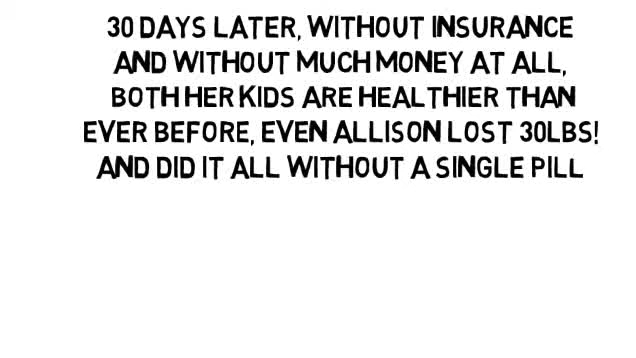 30 DAYS LATER, WITHOUT INSURANCE
AND WITHOUT MUCH MONEY AT ALL,
BOTH HER KIDS ARE HEALTHIER THAN
EVER BEFORE, EVEN ALLISON LOST 30LBS!
AND DID IT ALL WITHOUT A SINGLE PILL